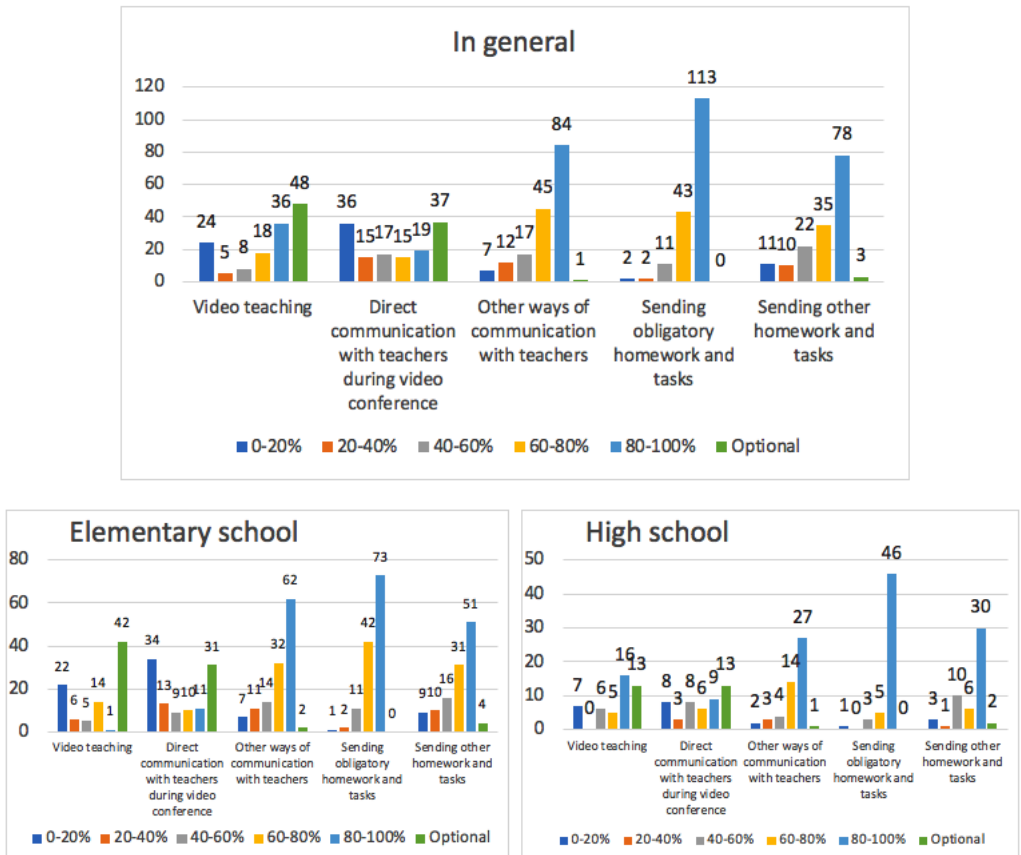 In general
120
100
80
60
40
20
0
24 5 8 18 36 48
36 15 17 15 19 37
7 12 17 45 84 1
2 2 11 43 113 0
11 10 22 35 78 3
Video teaching
Direct
communication
with teachers
during video
conference
Other ways of
communication
with teachers
Sending
obligatory
homework and
tasks
Sending other
homework and
tasks
0-20% 20-40% 40-60% 60-80% 80-100% Optional
Elementary school
80
60
40
20
0
22 6 5 14 1 42
34 13 9 10 11 31
7 11 14 32 62 2
1 2 11 42 73 0
9 10 16 31 51 4
Video teaching
Direct
communication
with teachers
during video
conference
Other ways of
communication
with teachers
Sending
obligatory
homework and
tasks
Sending other
homework and
tasks
0-20% 20-40% 40-60% 60-80% 80-100% Optional
High school
50
40
30
20
10
0
7 0 6 5 16 13
8 3 8 6 9 13
2 3 4 14 27 1
1 0 3 5 46 0
3 1 10 6 30 2
Video teaching
Direct
communication
with teachers
during video
conference
Other ways of
communication
with teachers
Sending
obligatory
homework and
tasks
Sending other
homework and
tasks
0-20% 20-40% 40-60% 60-80% 80-100% Optional